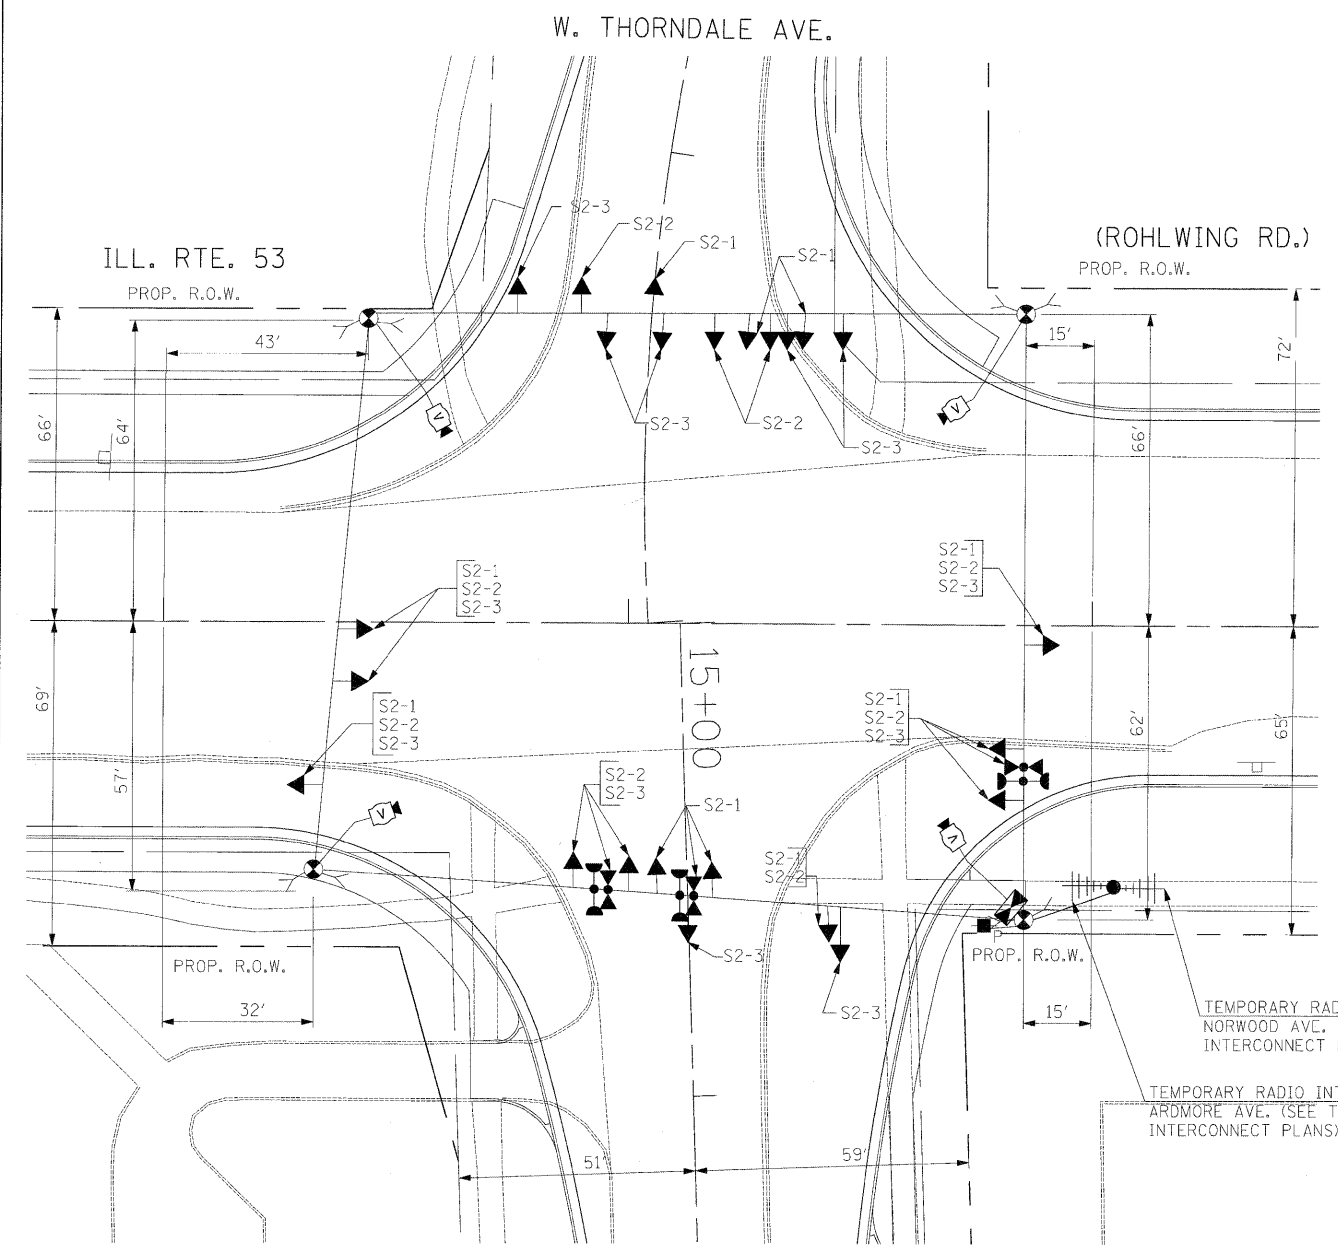 W. THORNDALE AVE.
S2-3
S2-2
S2-1
S2-1
ILL. RTE. 53
PROP. R.O.W.
(ROHLWING RD.)
PROP. R.O.W.
43'
15'
72'
66'
64'
66'
V
V
S2-3
S2-2
S2-3
S2-1
S2-2
S2-3
S2-1
S2-2
S2-3
15+00
69'
57'
62'
65'
S2-1
S2-2
S2-3
S2-1
S2-2
S2-3
S2-2
S2-3
S2-1
V
V
S2-1
S2-2
S2-3
S2-3
PROP. R.O.W.
PROP. R.O.W.
32'
15'
TEMPORARY RAD
NORWOOD AVE.
INTERCONNECT
TEMPORARY RADIO INT
ARDMORE AVE. (SEE T
INTERCONNECT PLANS)
51'
59'